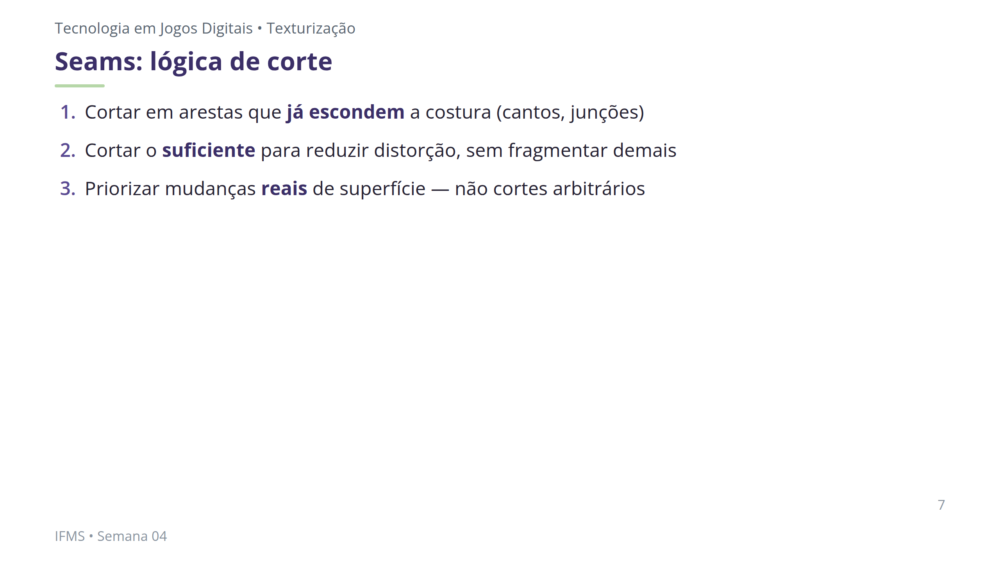 Tecnologia em Jogos Digitais • Texturização
Seams: lógica de corte
1. Cortar em arestas que já escondem a costura (cantos, junções)
2. Cortar o suficiente para reduzir distorção, sem fragmentar demais
3. Priorizar mudanças reais de superfície — não cortes arbitrários
7
IFMS • Semana 04